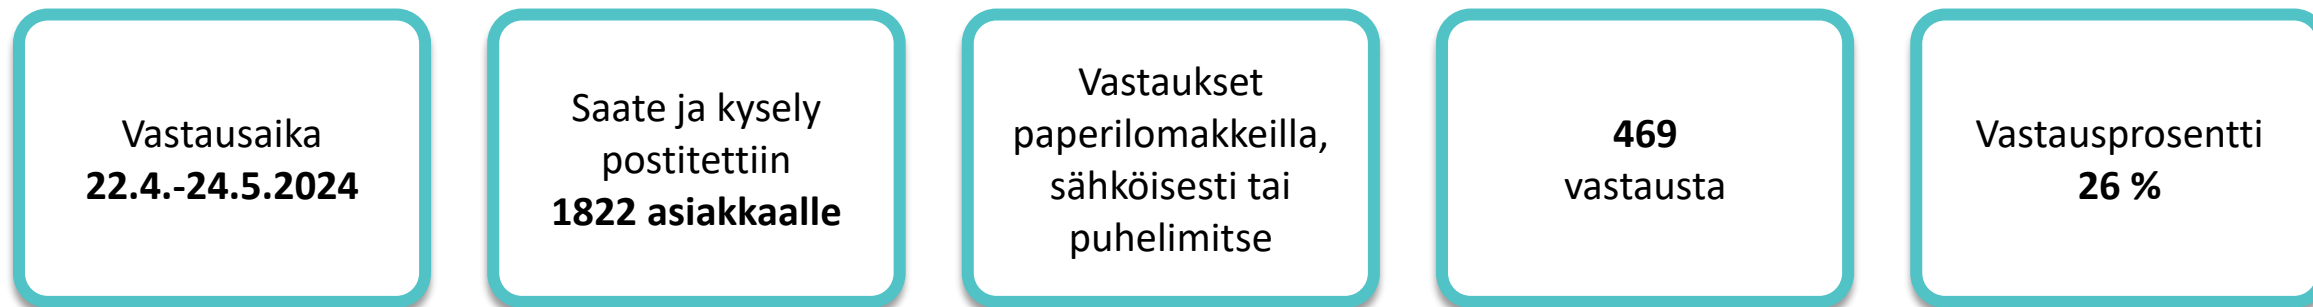 Vastausaika
22.4.-24.5.2024
Saate ja kysely
postitettiin
1822 asiakkaalle
Vastaukset
paperilomakkeilla,
sähköisesti tai
puhelimitse
469
vastausta
Vastausprosentti
26 %